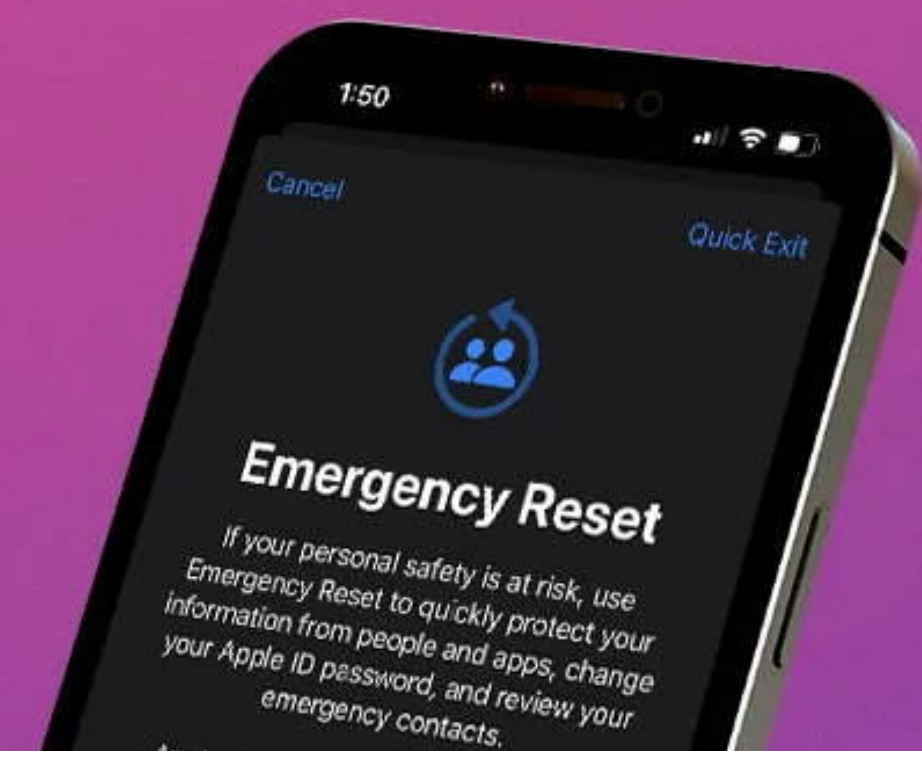 1:50
Cancel
Quick Exit
Emergency Reset
If your personal safety is at risk, use
Emergency Reset to quickly protect your
information from people and apps, change
your Apple ID password, and review your
emergency contacts.